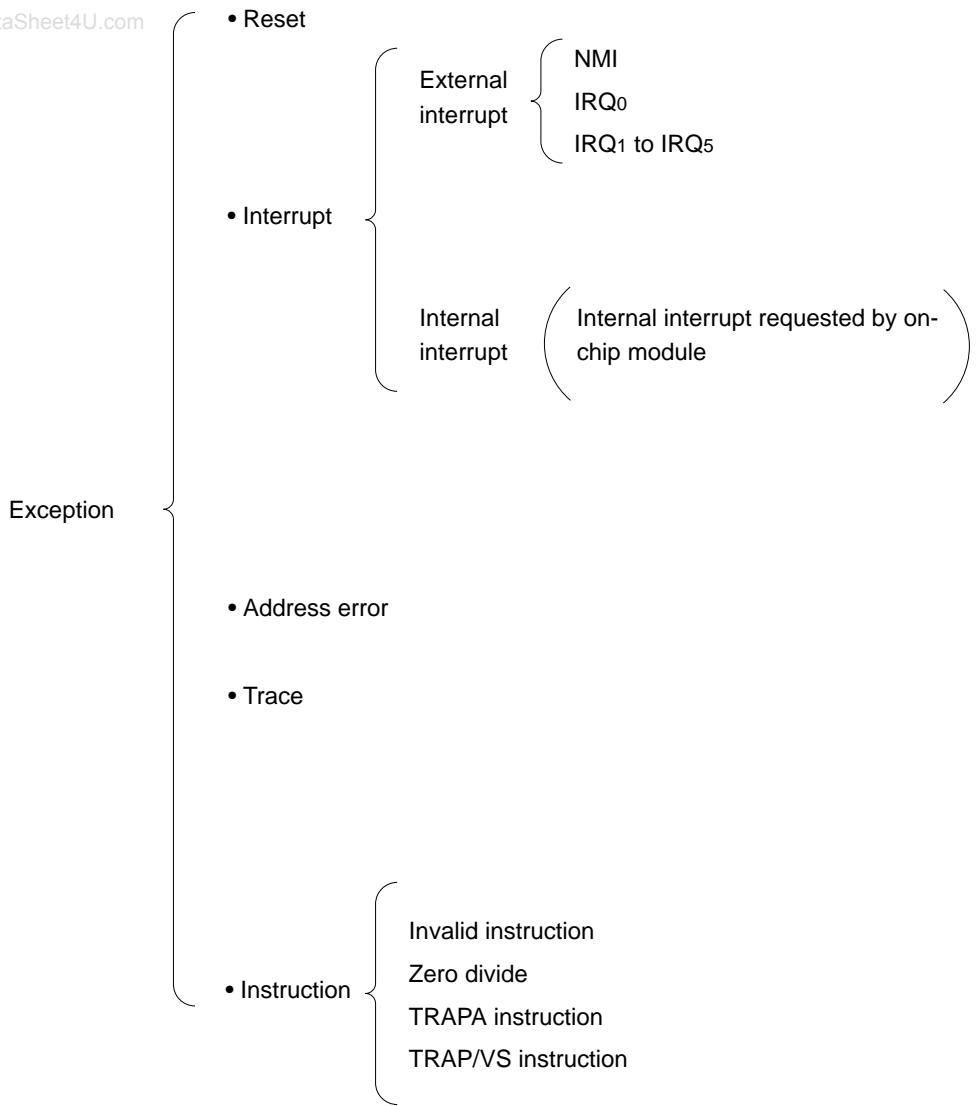 taSheet4U.com
• Reset
External
interrupt
NMI
IRQ0
IRQ1 to IRQ5
• Interrupt
Internal
interrupt
Internal interrupt requested by on-
chip module
Exception
• Address error
• Trace
• Instruction
Invalid instruction
Zero divide
TRAPA instruction
TRAP/VS instruction